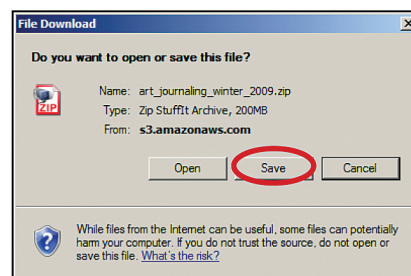 File Download
Do you want to open or save this file?
ZIP
Name: art_journaling_winter_2009.zip
Type: Zip StuffIt Archive, 200MB
From: s3.amazonaws.com
Open Save Cancel
While files from the Internet can be useful, some files can potentially
harm your computer. If you do not trust the source, do not open or
save this file. What's the risk?